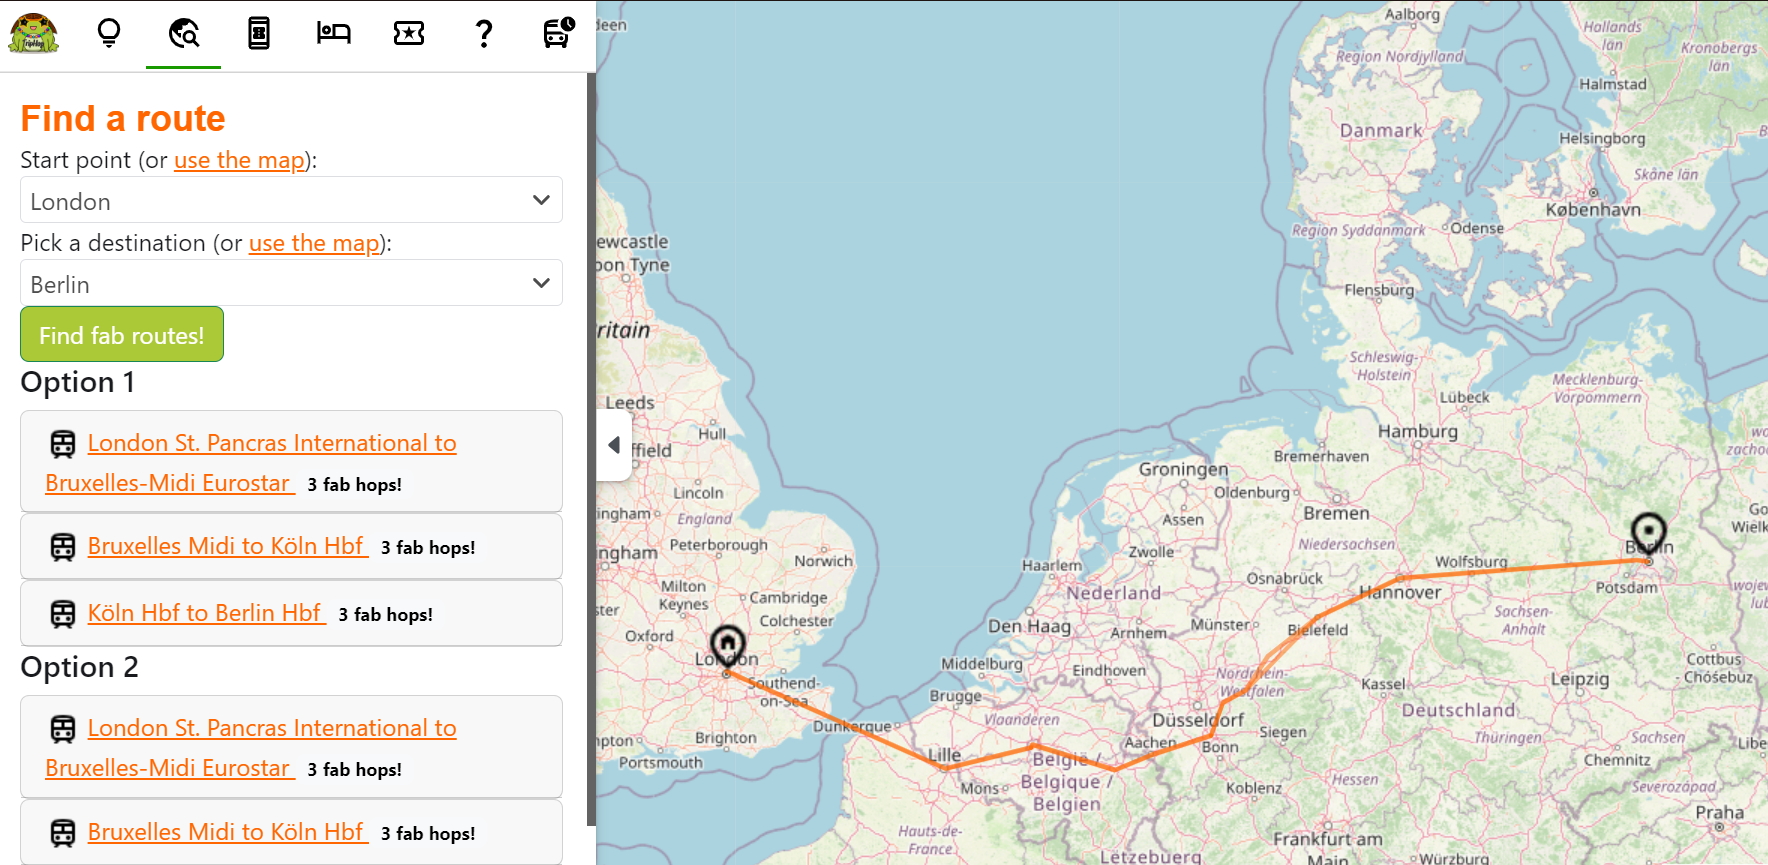 TripHop
Find a route
Start point (or use the map):
London
Pick a destination (or use the map):
Berlin
Find fab routes!
Option 1
London St. Pancras International to
Bruxelles-Midi Eurostar 3 fab hops!
Bruxelles Midi to Köln Hbf 3 fab hops!
Köln Hbf to Berlin Hbf 3 fab hops!
Option 2
London St. Pancras International to
Bruxelles-Midi Eurostar 3 fab hops!
Bruxelles Midi to Köln Hbf 3 fab hops!
deen
Aalborg
Region Nordjylland
Hallands
län
Kronobergs
län
Halmstad
Danmark
Helsingborg
Skåne län
København
Region Syddanmark
Odense
ewcastle
pon Tyne
Flensburg
ritain
Schleswig-
Holstein
Mecklenburg-
Vorpommern
Lübeck
Leeds
Hull
ffield
Hamburg
Bremerhaven
Groningen
Oldenburg
Lincoln
Assen
Bremen
ingham
England
ngham
Peterborough
Norwich
Zwolle
Niedersachsen
Berlin
Haarlem
Wolfsburg
Osnabrück
Potsdam
Milton
Keynes
Cambridge
Nederland
Hannover
ster
Colchester
Sachsen-
Anhalt
Oxford
Den Haag
Arnhem
Münster
Bielefeld
London
Middelburg
Eindhoven
Nordrhein-
Westfalen
Kassel
Leipzig
Cottbus
- Chóśebuz
Southend-
on-Sea
Brugge
Vlaanderen
Düsseldorf
Deutschland
Dunkerque
Brighton
mpton
Portsmouth
Lille
Aachen
Bonn
Siegen
Thüringen
Sachsen
Chemnitz
België /
Belgique /
Belgien
Mons
Koblenz
Hessen
Severozápad
Praha
Hauts-de-
France
Lëtzebuerg
Frankfurt am
Main
Würzburg